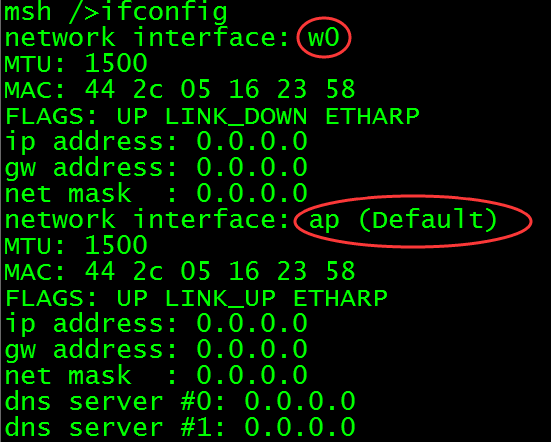 msh />ifconfig
network interface: w0
MTU: 1500
MAC: 44 2c 05 16 23 58
FLAGS: UP LINK_DOWN ETHARP
ip address: 0.0.0.0
gw address: 0.0.0.0
net mask  : 0.0.0.0
network interface: ap (Default)
MTU: 1500
MAC: 44 2c 05 16 23 58
FLAGS: UP LINK_UP ETHARP
ip address: 0.0.0.0
gw address: 0.0.0.0
net mask  : 0.0.0.0
dns server #0: 0.0.0.0
dns server #1: 0.0.0.0